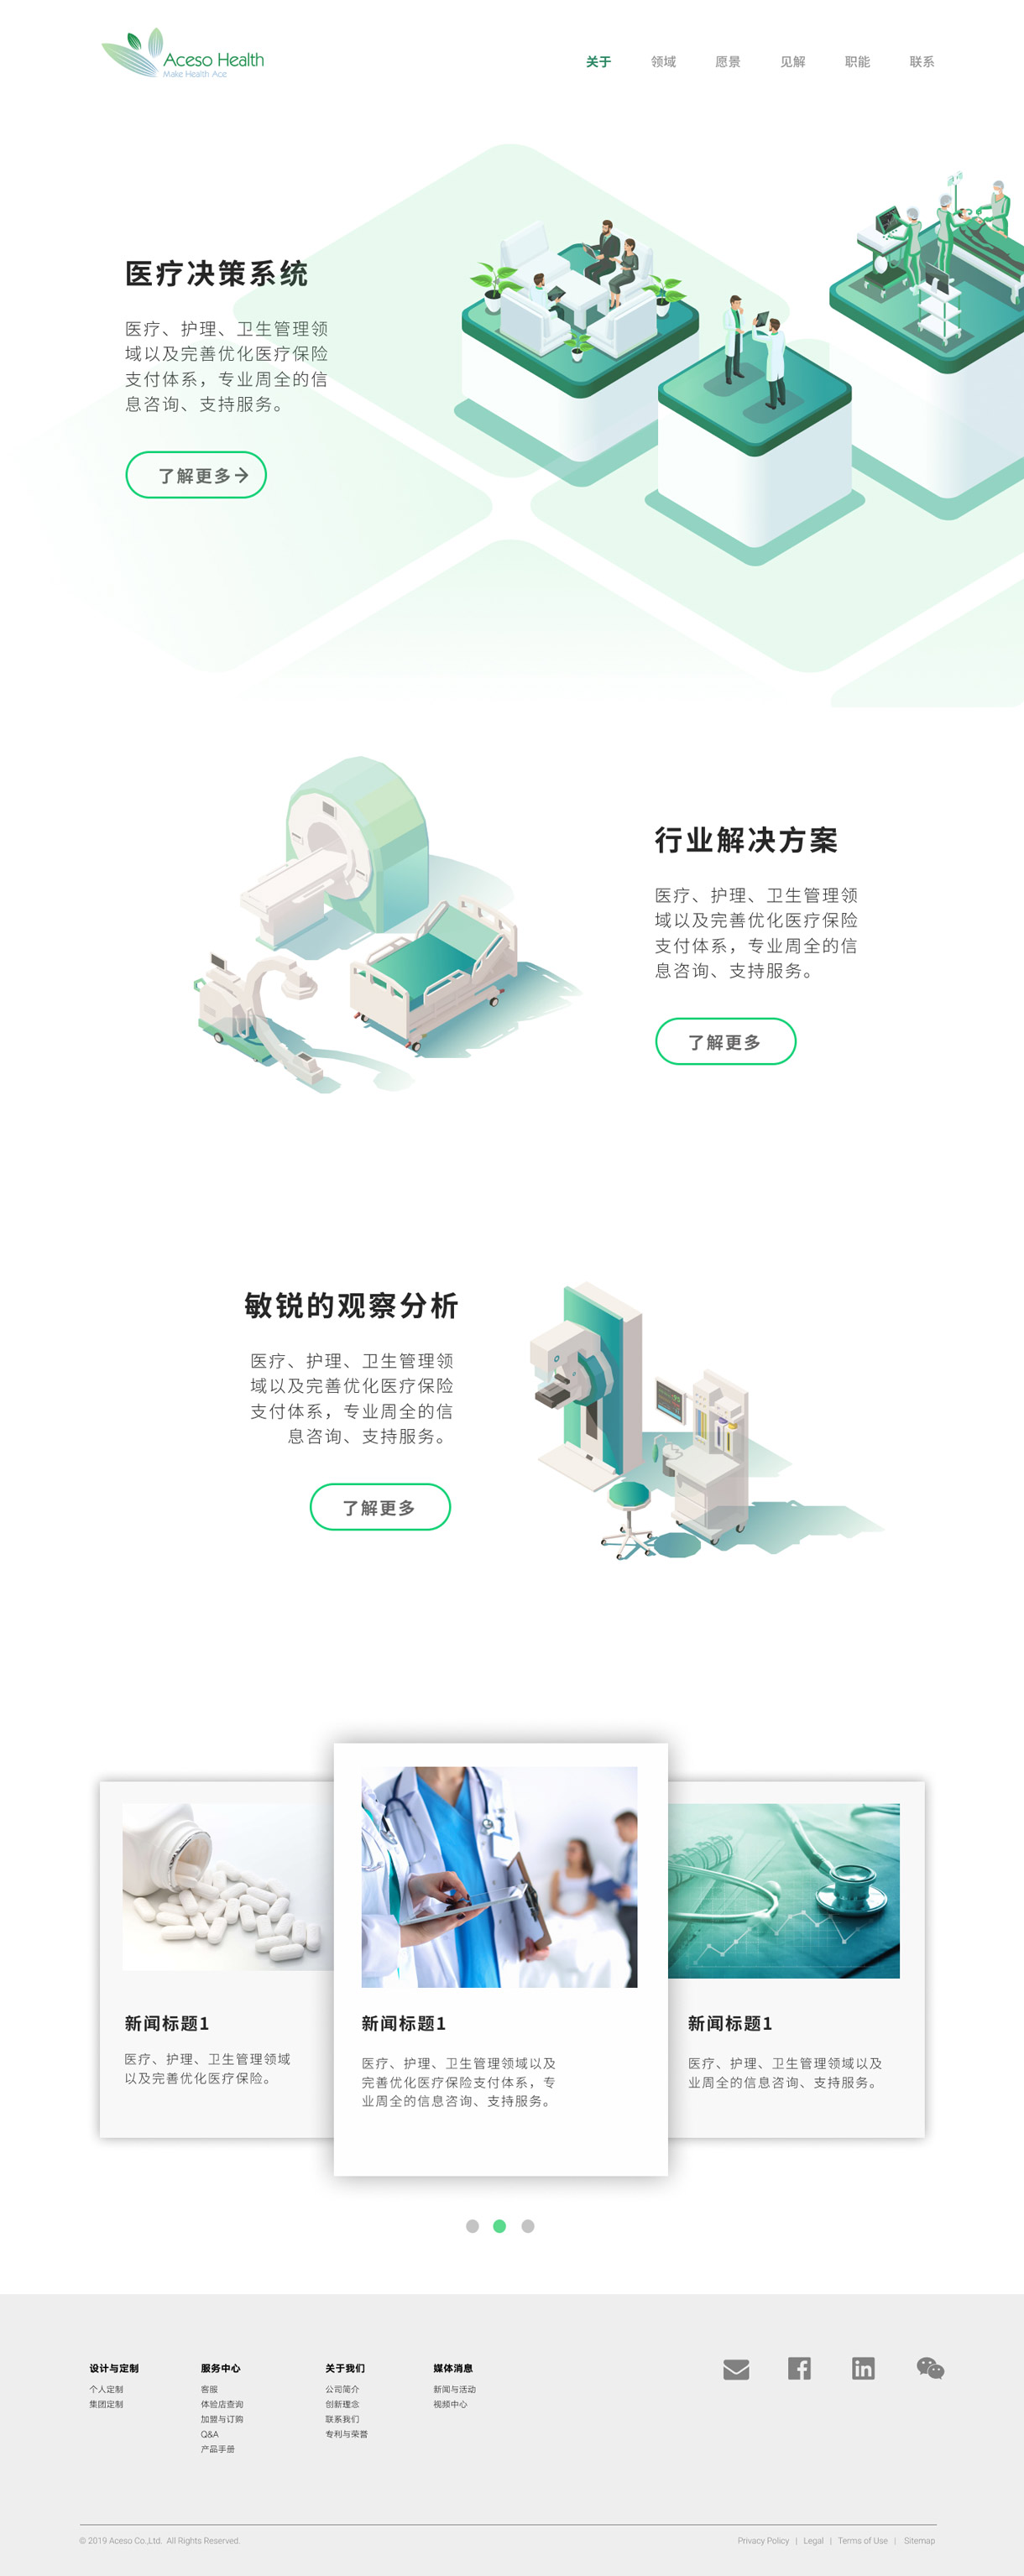 Aceso Health
Make Health Ace
关于 领域 愿景 见解 职能 联系
医疗决策系统
医疗、护理、卫生管理领
域以及完善优化医疗保险
支付体系，专业周全的信
息咨询、支持服务。
了解更多→
行业解决方案
医疗、护理、卫生管理领
域以及完善优化医疗保险
支付体系，专业周全的信
息咨询、支持服务。
了解更多
敏锐的观察分析
医疗、护理、卫生管理领
域以及完善优化医疗保险
支付体系，专业周全的信
息咨询、支持服务。
了解更多
新闻标题1
医疗、护理、卫生管理领域
以及完善优化医疗保险。
新闻标题1
医疗、护理、卫生管理领域以及
完善优化医疗保险支付体系，专
业周全的信息咨询、支持服务。
新闻标题1
医疗、护理、卫生管理领域以及
业周全的信息咨询、支持服务。
设计与定制
个人定制
集团定制
服务中心
客服
体验店查询
加盟与订购
Q&A
产品手册
关于我们
公司简介
创新理念
联系我们
专利与荣誉
媒体消息
新闻与活动
视频中心
© 2019 Aceso Co.,Ltd. All Rights Reserved.
Privacy Policy | Legal | Terms of Use | Sitemap